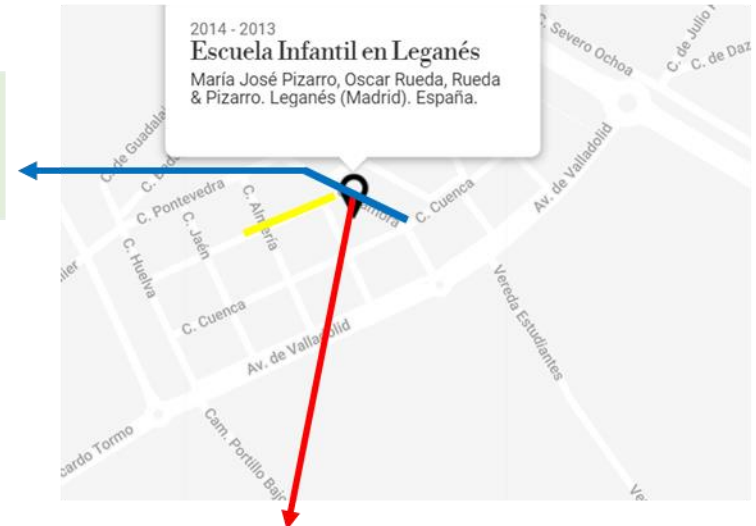 2014 - 2013
Escuela Infantil en Leganés
María José Pizarro, Oscar Rueda, Rueda
& Pizarro. Leganés (Madrid). España.
C. Severo Ochoa
C. de Julio
C. de Daz
C. de Guadala
C. Pontevedra
C. Almería
C. Cuenca
Av. de Valladolid
C. Jaén
C. Huelva
C. Cuenca
Av. de Valladolid
Vereda Estudiantes
Cam. Portillo Bajo
cardo Tormo